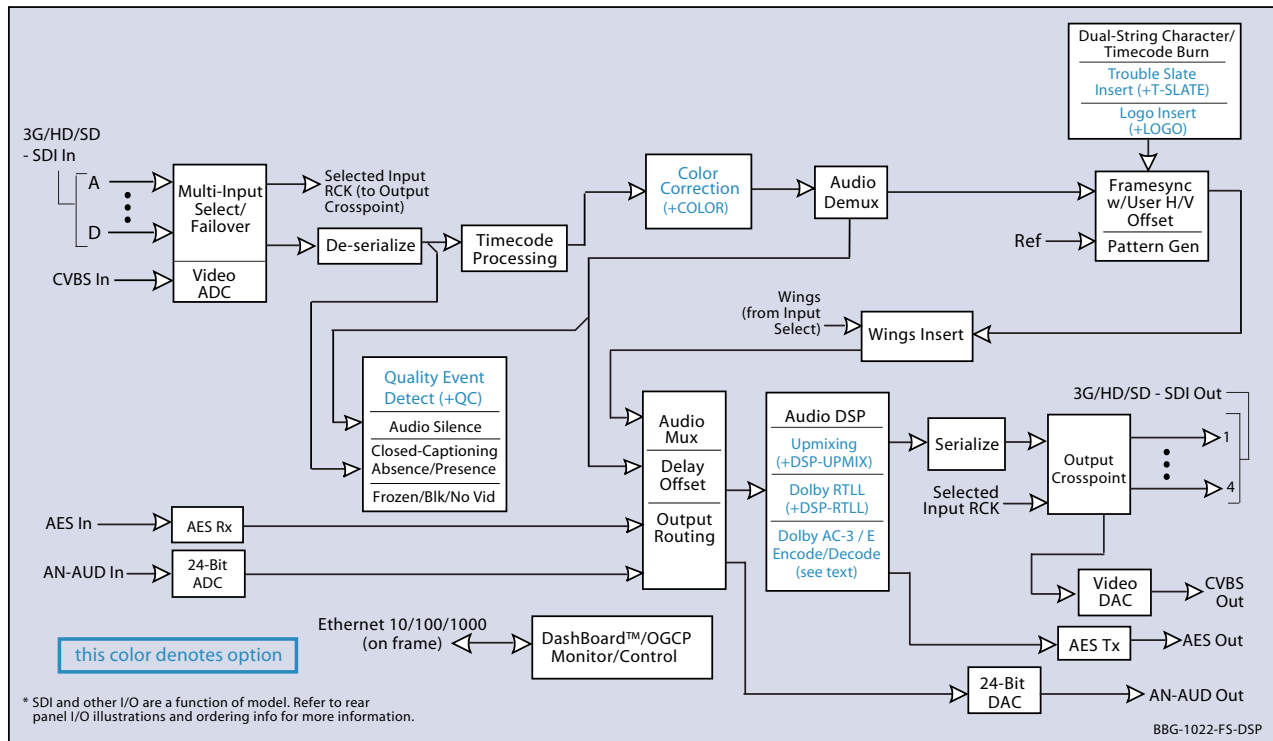 Dual-String Character/
Timecode Burn
Trouble Slate
Insert (+T-SLATE)
Logo Insert
(+LOGO)
3G/HD/SD
- SDI In
A
D
CVBS In
Multi-Input
Select/
Failover
Video
ADC
Selected Input
RCK (to Output
Crosspoint)
De-serialize
Timecode
Processing
Color
Correction
(+COLOR)
Audio
Demux
Framesync
w/User H/V
Offset
Pattern Gen
Ref
Wings
(from Input
Select)
Wings Insert
Quality Event
Detect (+QC)
Audio Silence
Closed-Captioning
Absence/Presence
Frozen/Blk/No Vid
Audio
Mux
Delay
Offset
Output
Routing
Audio DSP
Upmixing
(+DSP-UPMIX)
Dolby RTLL
(+DSP-RTLL)
Dolby AC-3 / E
Encode/Decode
(see text)
Serialize
Selected
Input RCK
Output
Crosspoint
3G/HD/SD - SDI Out
1
4
AES In
AES Rx
AN-AUD In
24-Bit
ADC
Video
DAC
CVBS
Out
AES Tx
AES Out
24-Bit
DAC
AN-AUD Out
Ethernet 10/100/1000
(on frame)
DashBoard™/OGCP
Monitor/Control
this color denotes option
* SDI and other I/O are a function of model. Refer to rear
panel I/O illustrations and ordering info for more information.
BBG-1022-FS-DSP